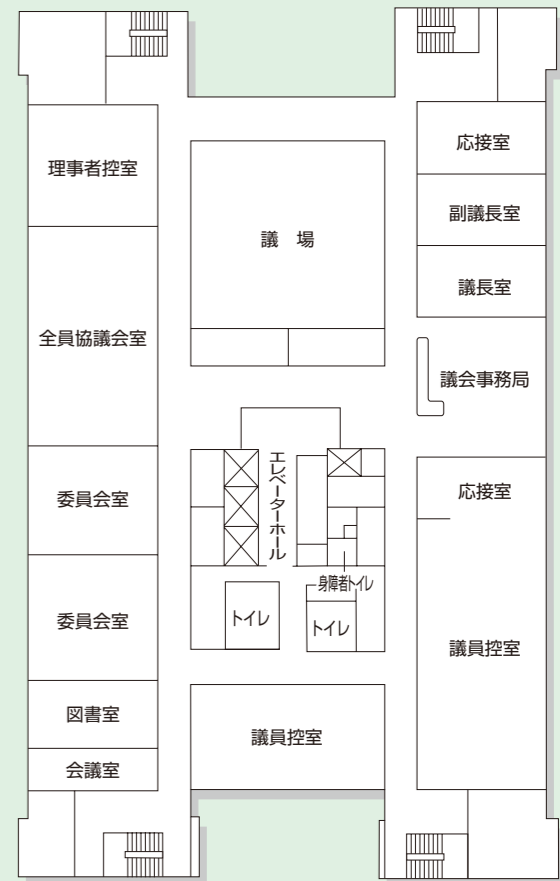 理事者控室
全員協議会室
委員会室
委員会室
図書室
会議室
議　場
エレベーターホール
身障者トイレ
トイレ
トイレ
議員控室
応接室
副議長室
議長室
議会事務局
応接室
議員控室